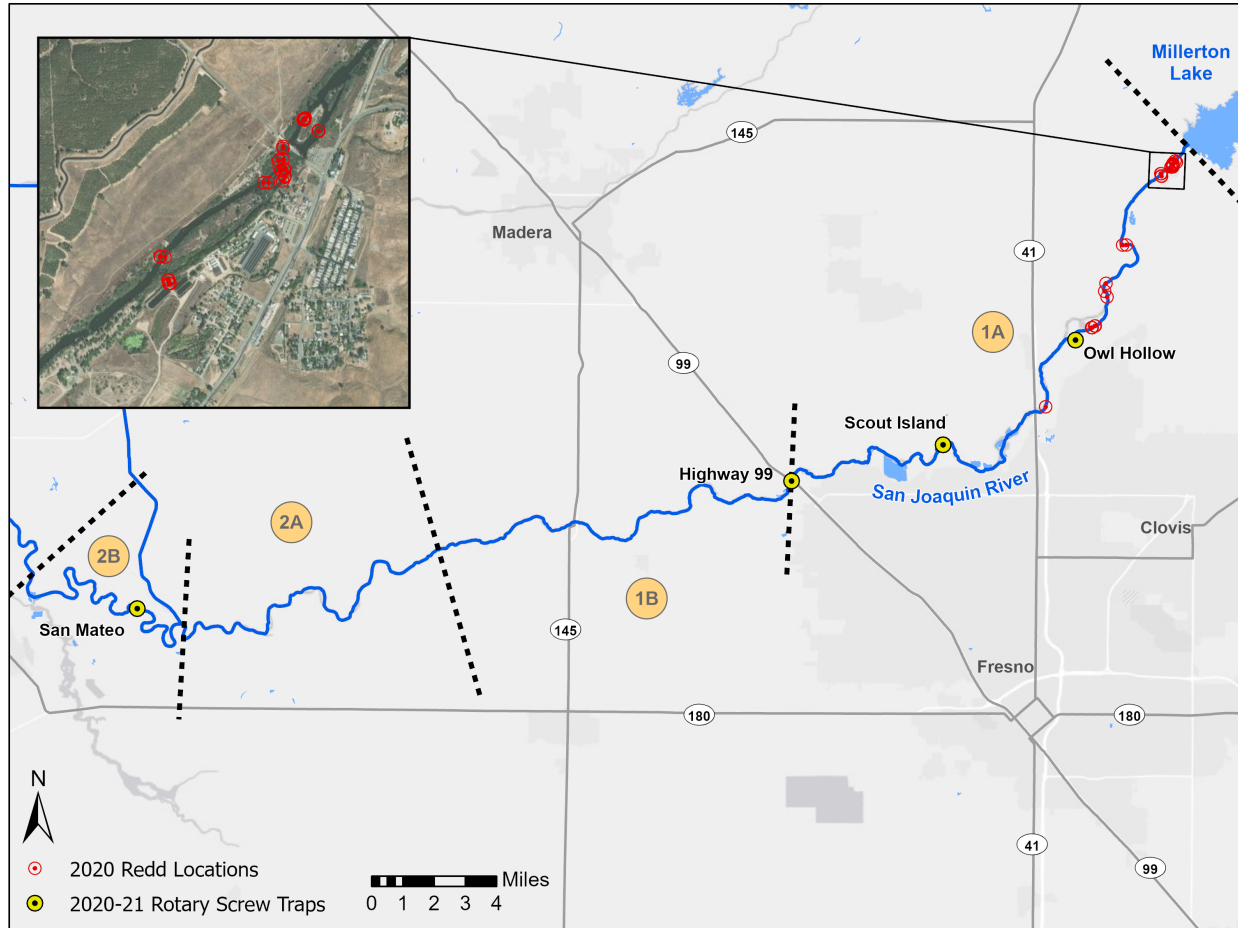 Millerton
Lake
145
Madera
41
1A
99
Owl Hollow
Scout Island
Highway 99
San Joaquin River
2A
Clovis
2B
1B
San Mateo
145
Fresno
180
180
N
41
2020 Redd Locations
99
Miles
2020-21 Rotary Screw Traps
0 1 2 3 4